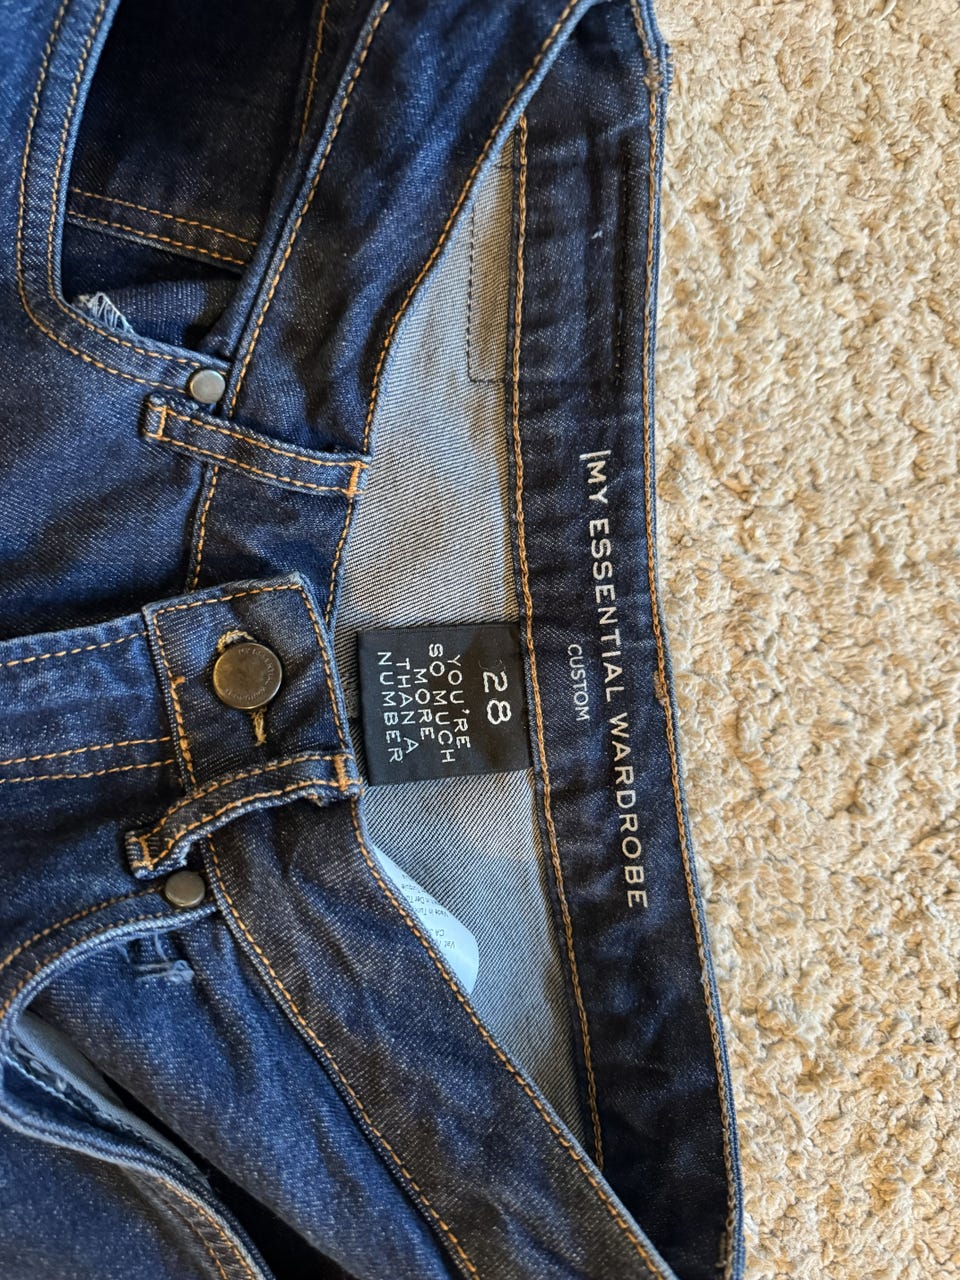 MY ESSENTIAL WARDROBE
CUSTOM
28
YOU'RE
SO MUCH
MORE
THAN A
NUMBER